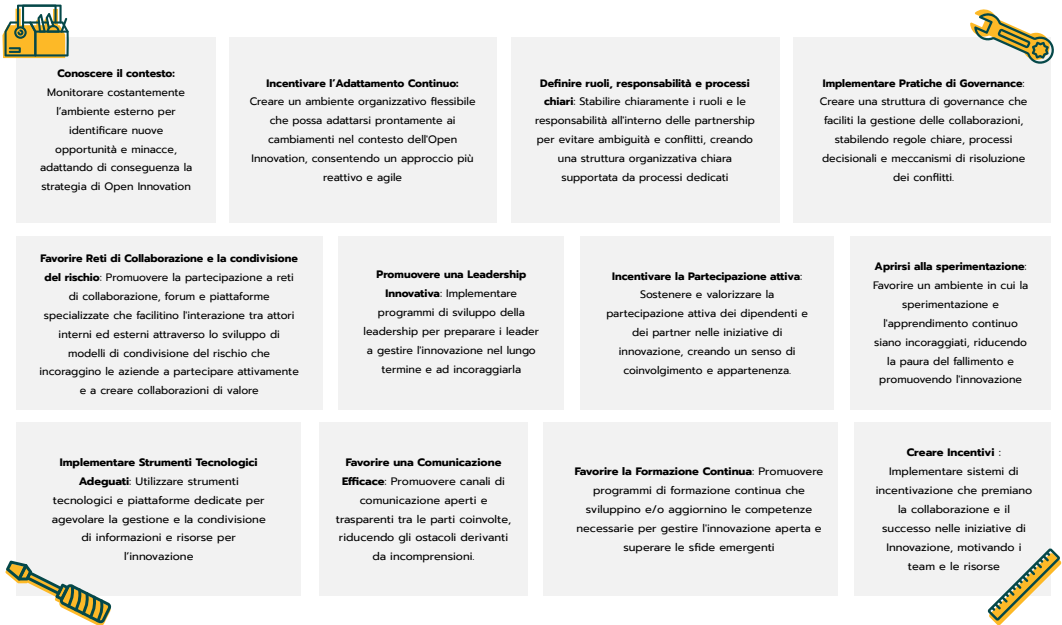 Conoscere il contesto:
Monitorare costantemente
l'ambiente esterno per
identificare nuove
opportunità e minacce,
adattando di conseguenza la
strategia di Open Innovation
Incentivare l'Adattamento Continuo:
Creare un ambiente organizzativo flessibile
che possa adattarsi prontamente ai
cambiamenti nel contesto dell'Open
Innovation, consentendo un approccio più
reattivo e agile
Definire ruoli, responsabilità e processi
chiari: Stabilire chiaramente i ruoli e le
responsabilità all'interno delle partnership
per evitare ambiguità e conflitti, creando
una struttura organizzativa chiara
supportata da processi dedicati
Implementare Pratiche di Governance:
Creare una struttura di governance che
faciliti la gestione delle collaborazioni,
stabilendo regole chiare, processi
decisionali e meccanismi di risoluzione
dei conflitti.
Favorire Reti di Collaborazione e la condivisione
del rischio: Promuovere la partecipazione a reti
di collaborazione, forum e piattaforme
specializzate che facilitino l'interazione tra attori
interni ed esterni attraverso lo sviluppo di
modelli di condivisione del rischio che
incoraggino le aziende a partecipare attivamente
e a creare collaborazioni di valore
Promuovere una Leadership
Innovativa: Implementare
programmi di sviluppo della
leadership per preparare i leader
a gestire l'innovazione nel lungo
termine e ad incoraggiarla
Incentivare la Partecipazione attiva:
Sostenere e valorizzare la
partecipazione attiva dei dipendenti e
dei partner nelle iniziative di
innovazione, creando un senso di
coinvolgimento e appartenenza.
Aprirsi alla sperimentazione:
Favorire un ambiente in cui la
sperimentazione e
l'apprendimento continuo
siano incoraggiati, riducendo
la paura del fallimento e
promuovendo l'innovazione
Implementare Strumenti Tecnologici
Adeguati: Utilizzare strumenti
tecnologici e piattaforme dedicate per
agevolare la gestione e la condivisione
di informazioni e risorse per
l'innovazione
Favorire una Comunicazione
Efficace: Promuovere canali di
comunicazione aperti e
trasparenti tra le parti coinvolte,
riducendo gli ostacoli derivanti
da incomprensioni.
Favorire la Formazione Continua: Promuovere
programmi di formazione continua che
sviluppino e/o aggiornino le competenze
necessarie per gestire l'innovazione aperta e
superare le sfide emergenti
Creare Incentivi :
Implementare sistemi di
incentivazione che premiano
la collaborazione e il
successo nelle iniziative di
Innovazione, motivando i
team e le risorse